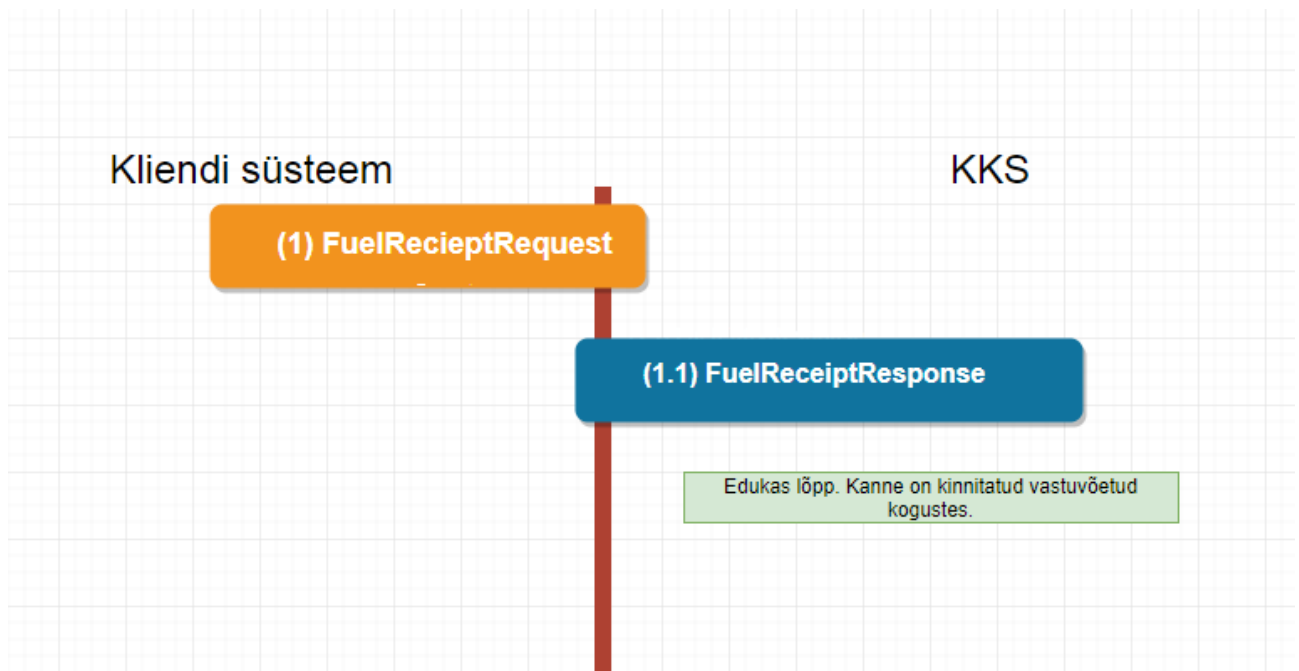 Kliendi süsteem
KKS
(1) FuelRecieptRequest
(1.1) FuelReceiptResponse
Edukas lõpp. Kanne on kinnitatud vastuvõetud
kogustes.